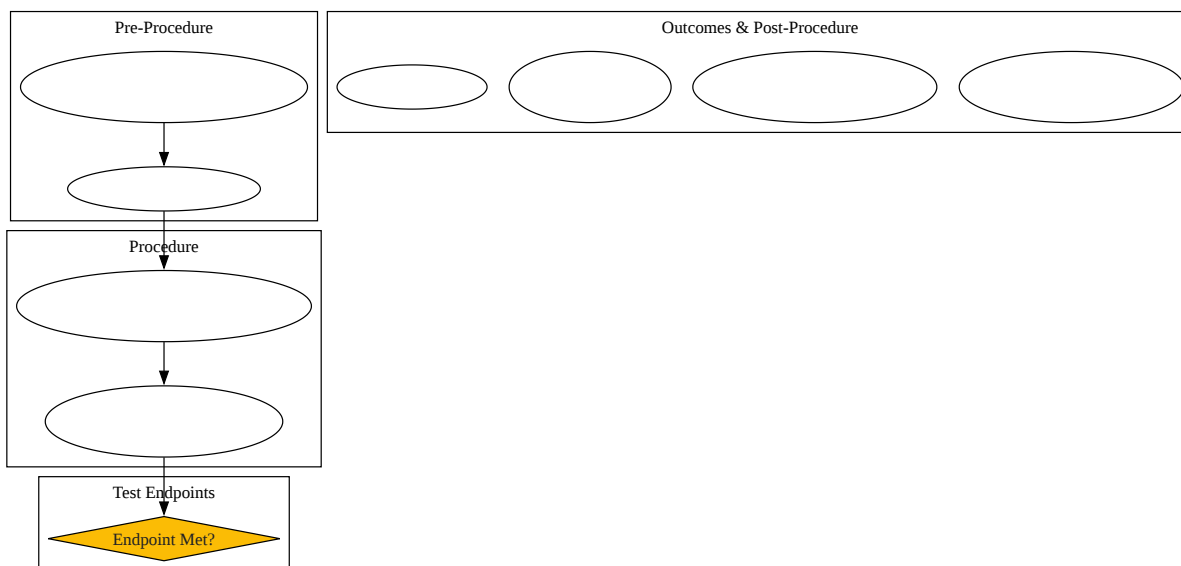 Pre-Procedure
Outcomes & Post-Procedure
Procedure
Test Endpoints
Endpoint Met?